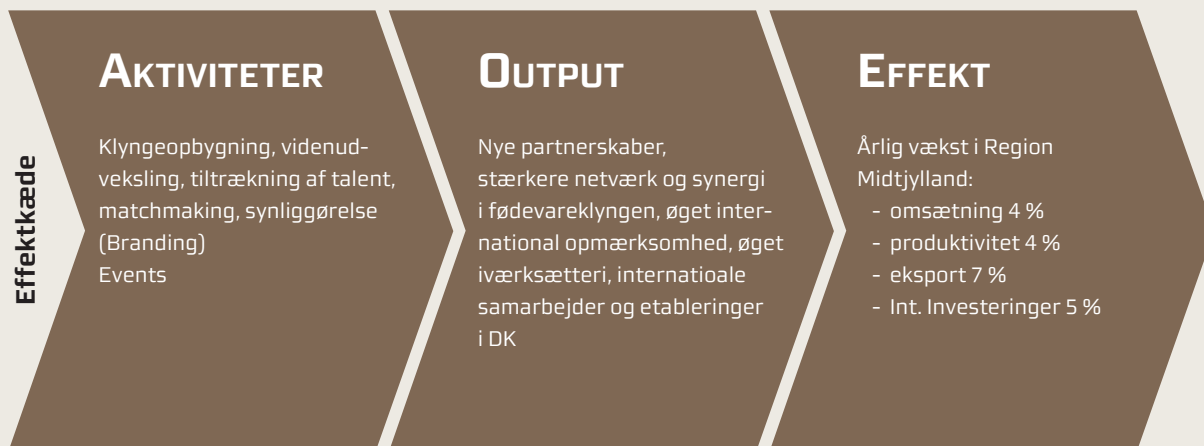 Effektkæde
AKTIVITETER
Klyngeopbygning, videnud-
veksling, tiltrækning af talent,
matchmaking, synliggørelse
(Branding)
Events
OUTPUT
Nye partnerskaber,
stærkere netværk og synergi
i fødevareklyngen, øget inter-
national opmærksomhed, øget
iværksætteri, internatioale
samarbejder og etableringer
i DK
EFFEKT
Årlig vækst i Region
Midtjylland:
- omsætning 4 %
- produktivitet 4 %
- eksport 7 %
- Int. Investeringer 5 %